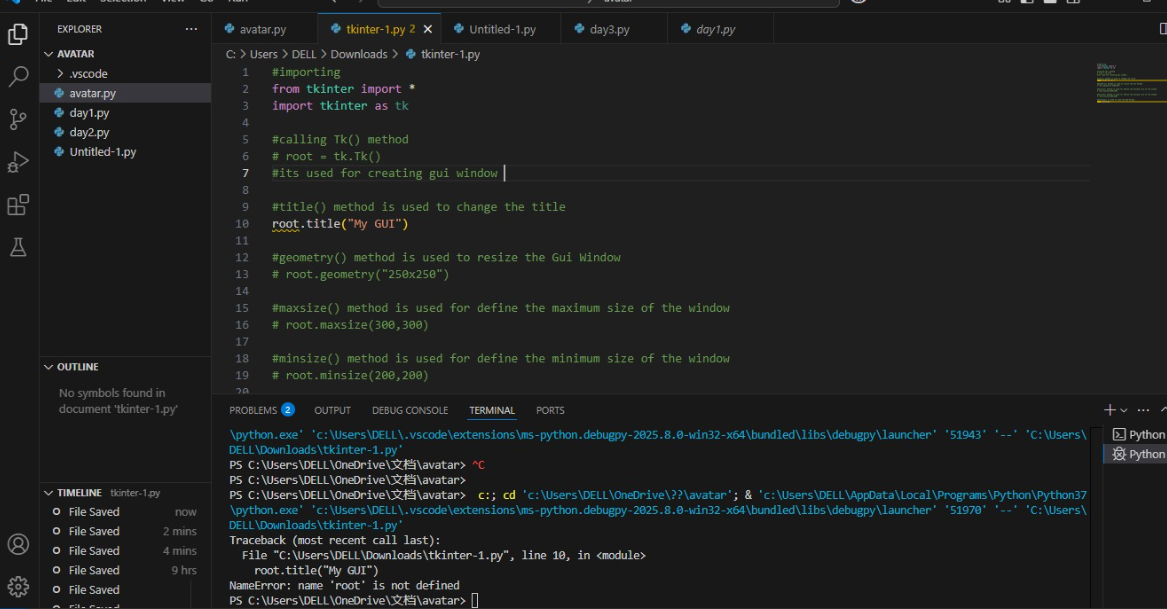 avatar.py
tkinter-1.py 2
Untitled-1.py
day3.py
day1.py
EXPLORER
AVATAR
.vscode
avatar.py
day1.py
day2.py
Untitled-1.py
C: > Users > DELL > Downloads > tkinter-1.py
1 #importing
2 from tkinter import *
3 import tkinter as tk
4
5 #calling Tk() method
6 # root = tk.Tk()
7 #its used for creating gui window
8
9 #title() method is used to change the title
10 root.title("My GUI")
11
12 #geometry() method is used to resize the Gui Window
13 # root.geometry("250x250")
14
15 #maxsize() method is used for define the maximum size of the window
16 # root.maxsize(300,300)
17
18 #minsize() method is used for define the minimum size of the window
19 # root.minsize(200,200)
20
OUTLINE
No symbols found in
document 'tkinter-1.py'
TIMELINE tkinter-1.py
File Saved now
File Saved 2 mins
File Saved 4 mins
File Saved 9 hrs
File Saved
PROBLEMS 2 OUTPUT DEBUG CONSOLE TERMINAL PORTS
\python.exe' 'c:\Users\DELL\.vscode\extensions\ms-python.debugpy-2025.8.0-win32-x64\bundled\libs\debugpy\launcher' '51943' '--' 'C:\Users\
DELL\Downloads\tkinter-1.py'
PS C:\Users\DELL\OneDrive\文档\avatar> ^C
PS C:\Users\DELL\OneDrive\文档\avatar>
PS C:\Users\DELL\OneDrive\文档\avatar> c:; cd 'c:\Users\DELL\OneDrive\??\avatar'; & 'c:\Users\DELL\AppData\Local\Programs\Python\Python37
\python.exe' 'c:\Users\DELL\.vscode\extensions\ms-python.debugpy-2025.8.0-win32-x64\bundled\libs\debugpy\launcher' '51970' '--' 'C:\Users\
DELL\Downloads\tkinter-1.py'
Traceback (most recent call last):
File "C:\Users\DELL\Downloads\tkinter-1.py", line 10, in <module>
root.title("My GUI")
NameError: name 'root' is not defined
PS C:\Users\DELL\OneDrive\文档\avatar>
Python
Python